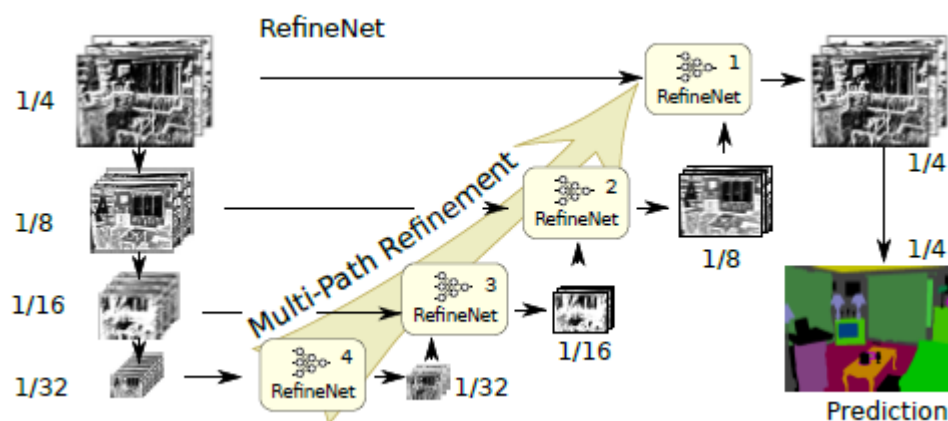 RefineNet
1/4
1
RefineNet
1/4
1/8
2
RefineNet
1/8
1/4
Multi-Path Refinement
1/16
3
RefineNet
1/16
1/32
4
RefineNet
1/32
Prediction